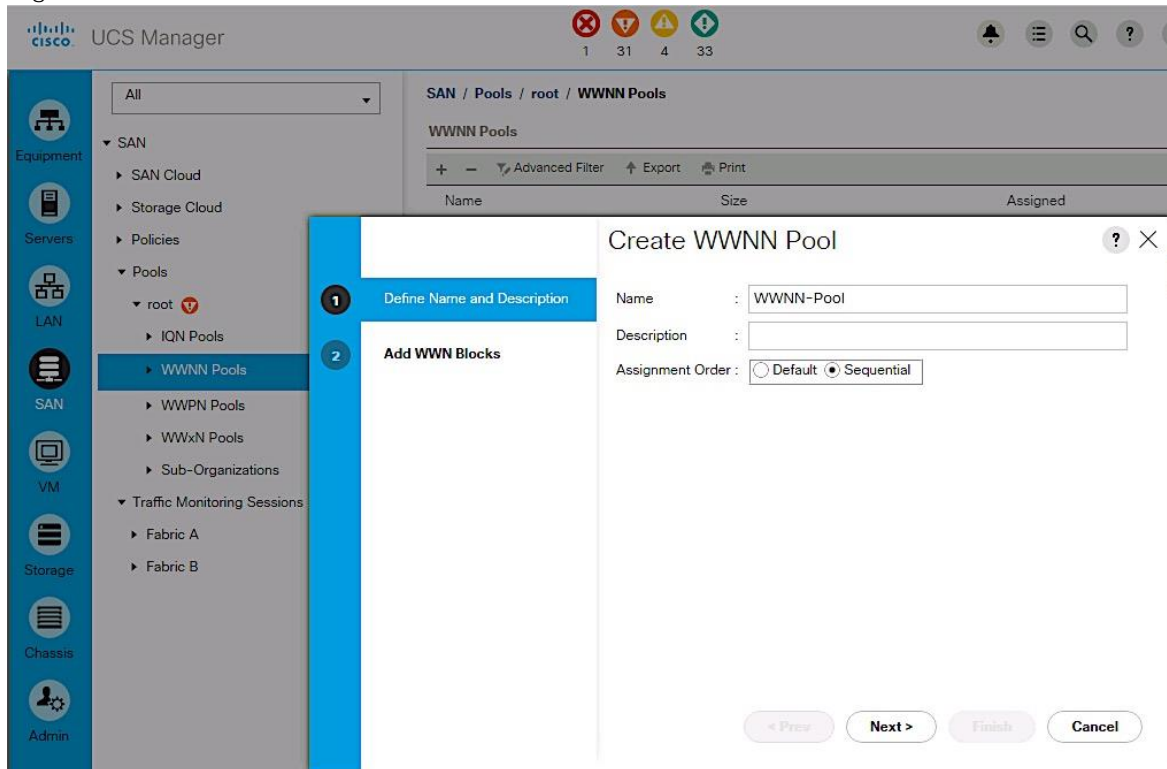 CISCO. UCS Manager
1 31 4 33
?
Equipment
Servers
LAN
SAN
VM
Storage
Chassis
Admin
All
SAN
SAN Cloud
Storage Cloud
Policies
Pools
root
IQN Pools
WWNN Pools
WWPN Pools
WWxN Pools
Sub-Organizations
Traffic Monitoring Sessions
Fabric A
Fabric B
SAN / Pools / root / WWNN Pools
WWNN Pools
+ − Advanced Filter Export Print
Name Size Assigned
Create WWNN Pool ? ×
1 Define Name and Description
2 Add WWN Blocks
Name : WWNN-Pool
Description :
Assignment Order : Default Sequential
< Prev Next > Finish Cancel